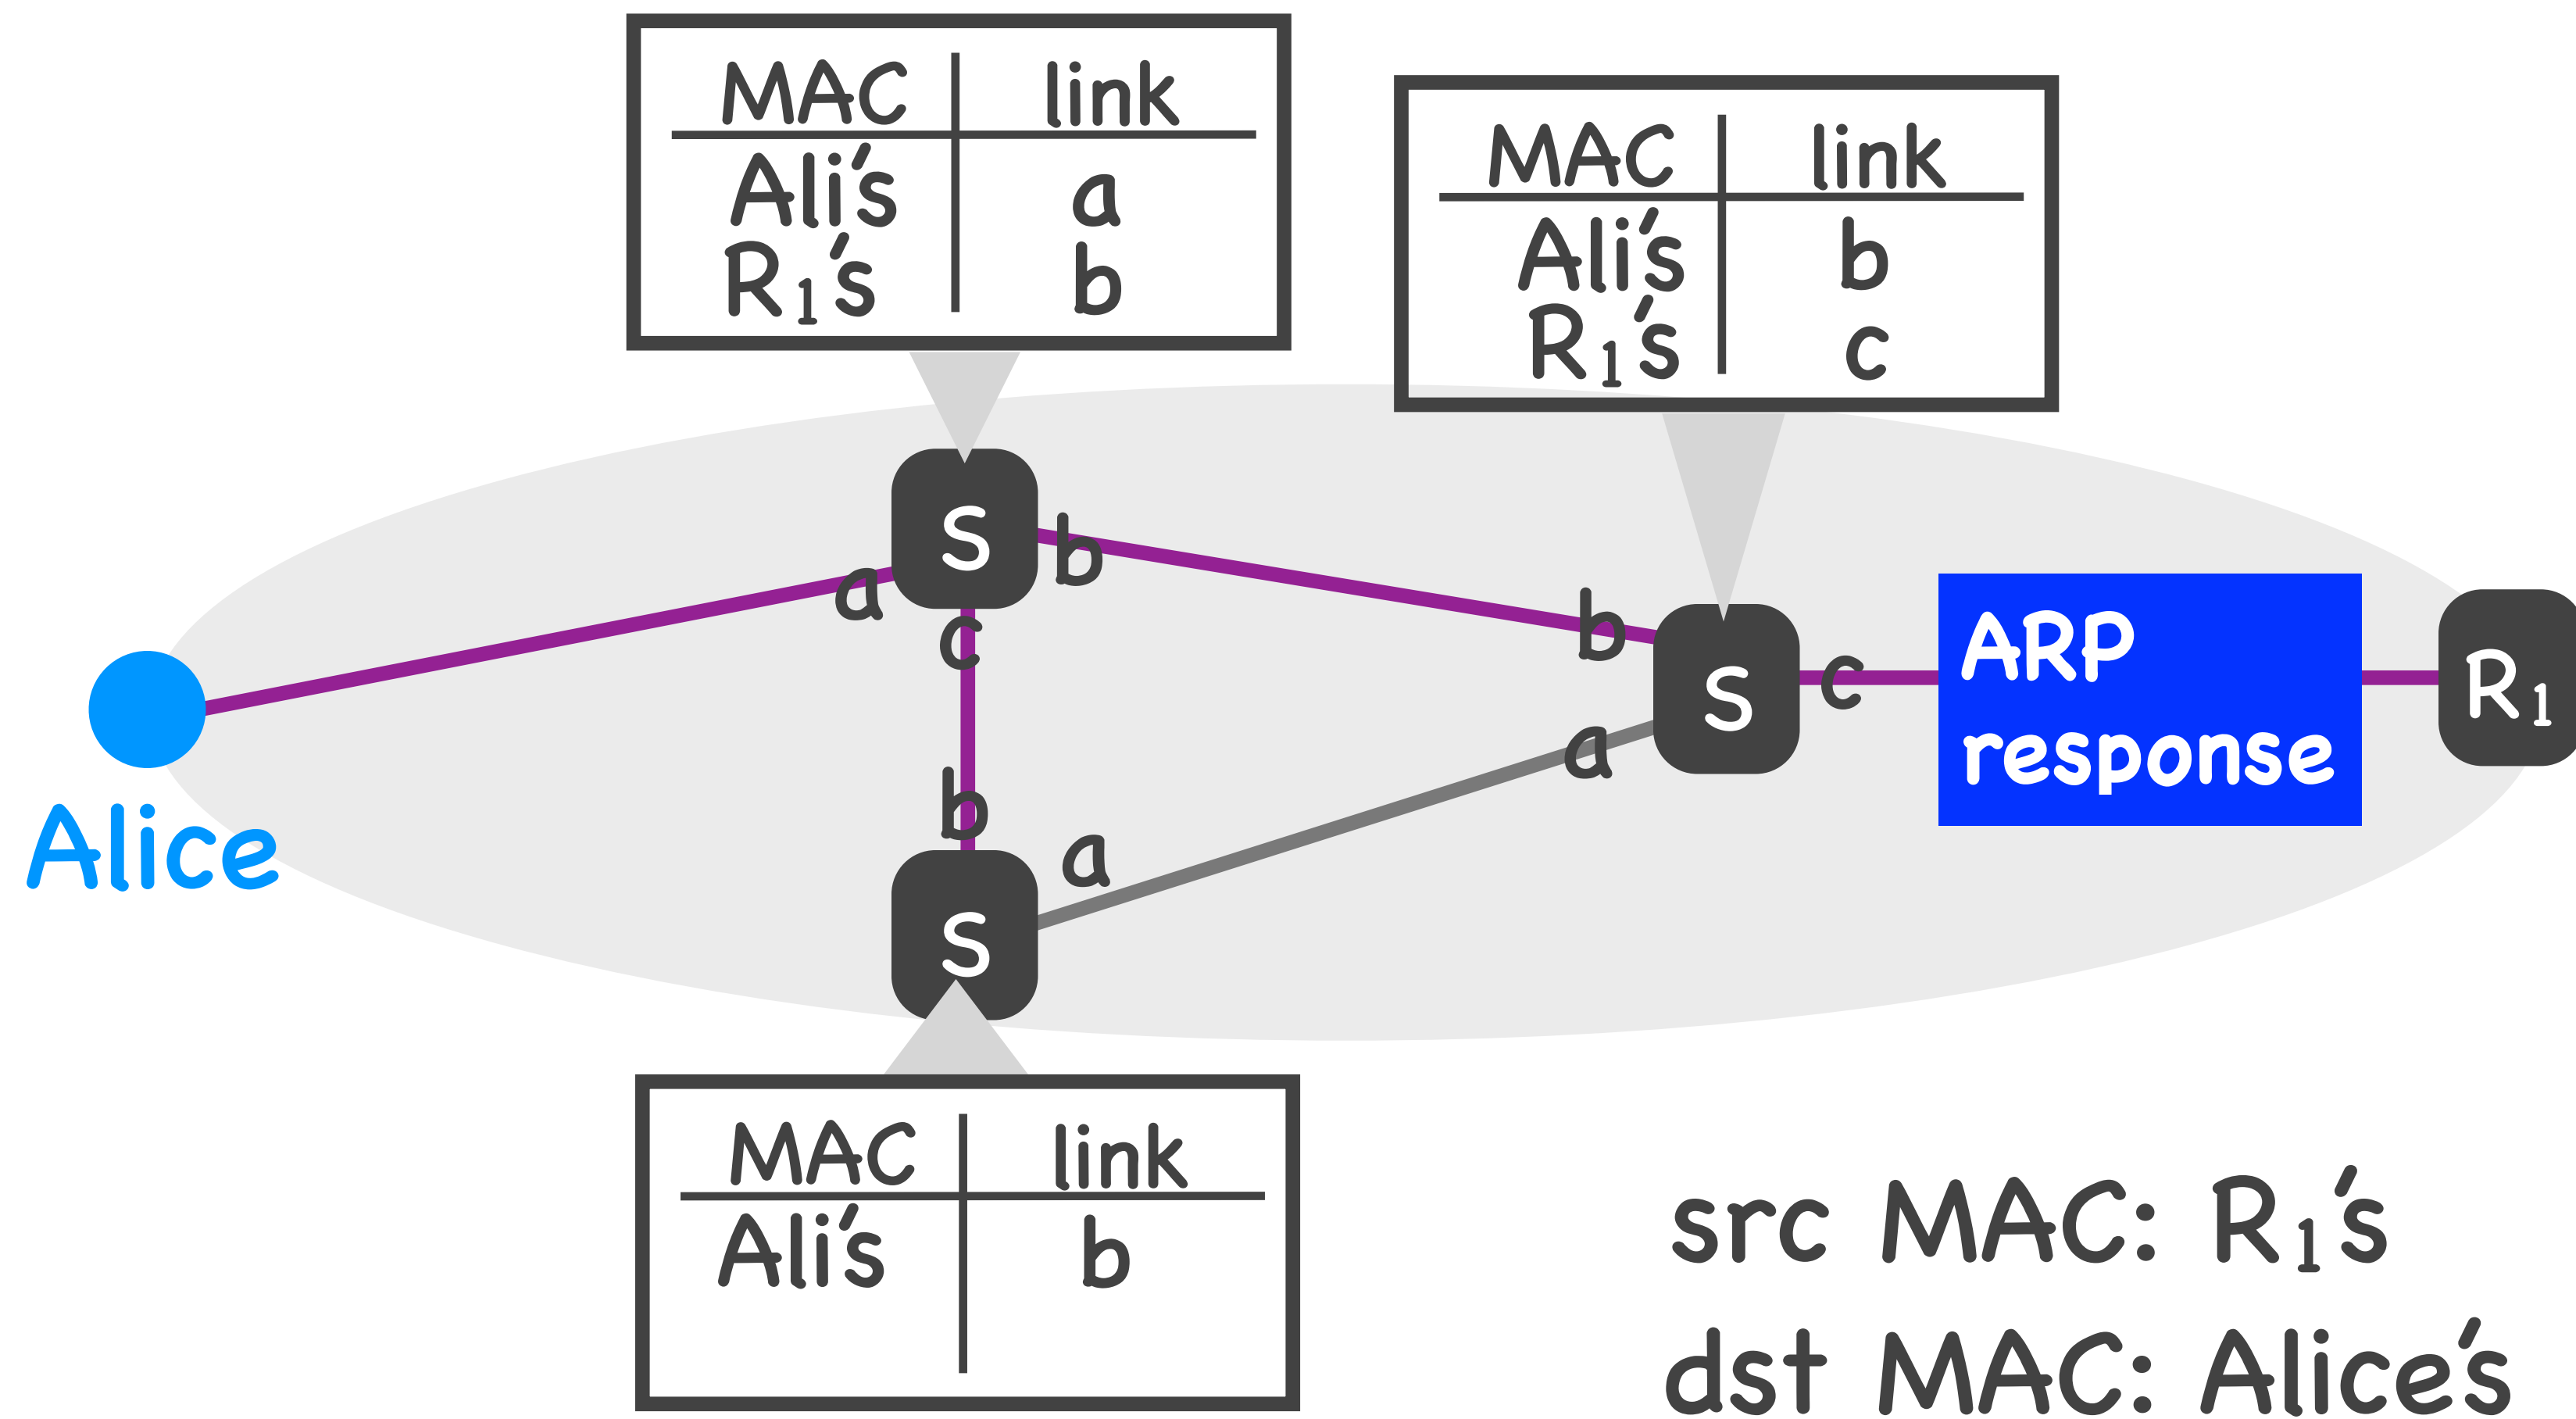 MAC link
Ali's a
R1's b
MAC link
Ali's b
R1's c
S
b
a
c
b
S
c
a
ARP
response
R1
Alice
b
a
S
MAC link
Ali's b
src MAC: R1's
dst MAC: Alice's